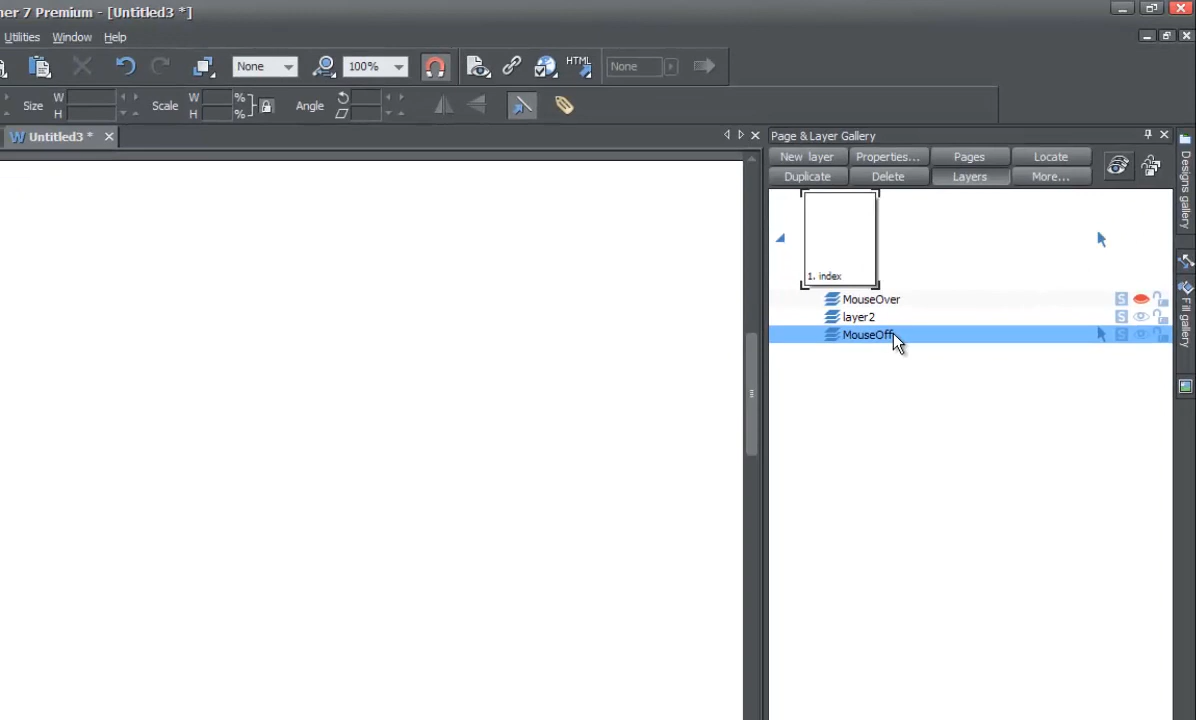 ner 7 Premium - [Untitled3 *]
Utilities Window Help
None 100% HTML None
Size W H Scale W H % % Angle
Untitled3 *
Page & Layer Gallery
New layer Properties... Pages Locate
Duplicate Delete Layers More...
1. index
MouseOver S
layer2 S
MouseOff S
Designs gallery
Fill gallery